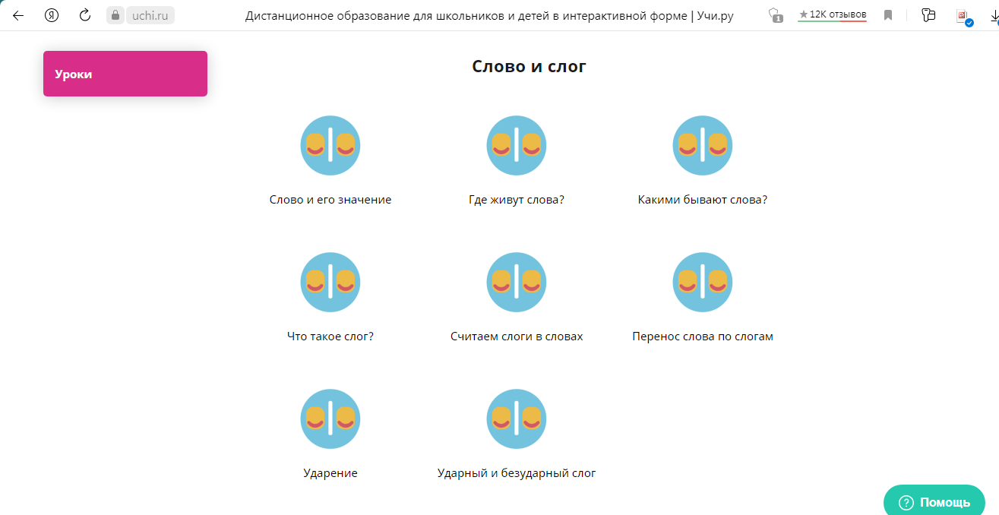 uchi.ru
Дистанционное образование для школьников и детей в интерактивной форме | Учи.ру
1
★ 12K отзывов
Уроки
Слово и слог
Слово и его значение
Где живут слова?
Какими бывают слова?
Что такое слог?
Считаем слоги в словах
Перенос слова по слогам
Ударение
Ударный и безударный слог
? Помощь